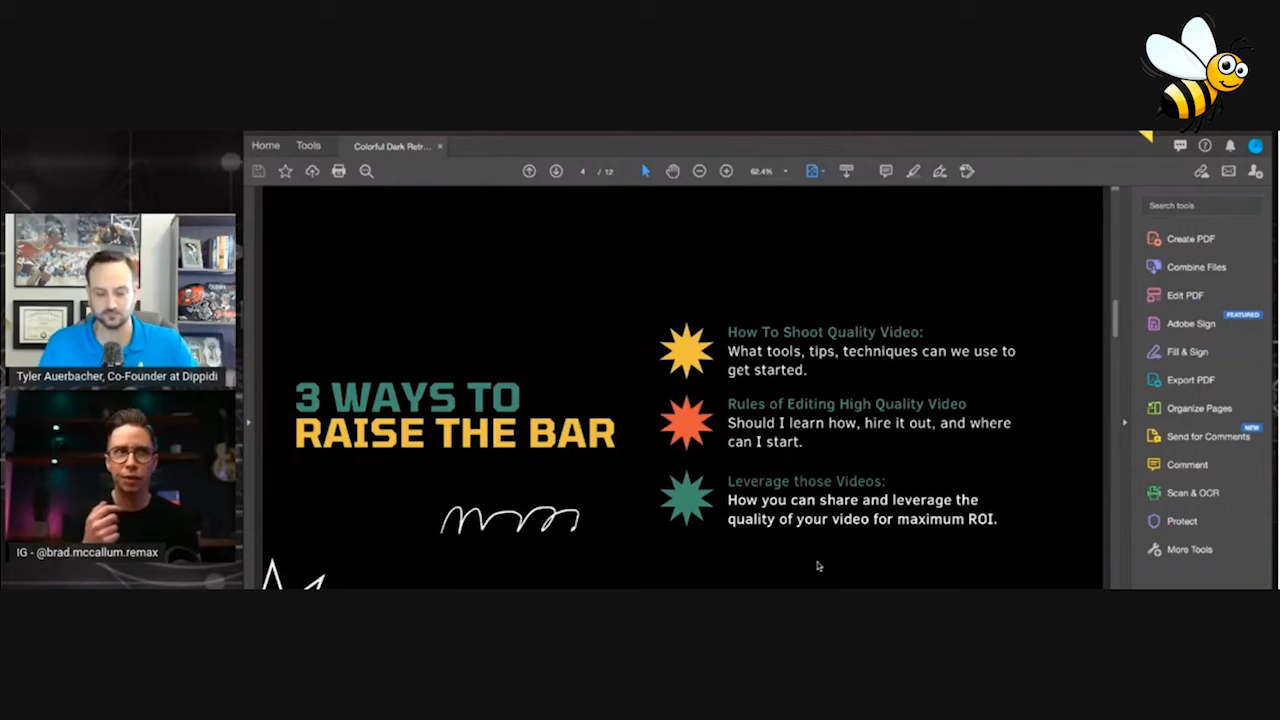 Home
Tools
Colorful Dark Retr... ×
4 / 12
62.4%
Search tools
Create PDF
Combine Files
Edit PDF
FEATURED
Adobe Sign
Fill & Sign
Export PDF
Organize Pages
NEW
Send for Comments
Comment
Scan & OCR
Protect
More Tools
Tyler Auerbacher, Co-Founder at Dippidi
IG - @brad.mccallum.remax
3 WAYS TO
RAISE THE BAR
How To Shoot Quality Video:
What tools, tips, techniques can we use to
get started.
Rules of Editing High Quality Video
Should I learn how, hire it out, and where
can I start.
Leverage those Videos:
How you can share and leverage the
quality of your video for maximum ROI.